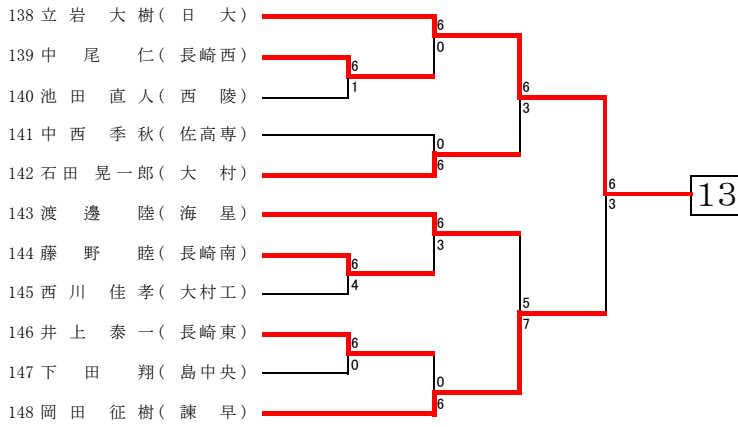 138 立岩 大樹(日大)
6
0
139 中尾 仁(長崎西)
6
1
140 池田直人(西陵)
6
3
141 中西季秋(佐高専)
0
6
142 石田晃一郎(大村)
6
3
13
143 渡邊 陸(海星)
6
3
144 藤野 睦(長崎南)
6
4
145 西川佳孝(大村工)
5
7
146 井上泰一(長崎東)
6
0
147 下田 翔(島中央)
0
6
148 岡田征樹(諫早)